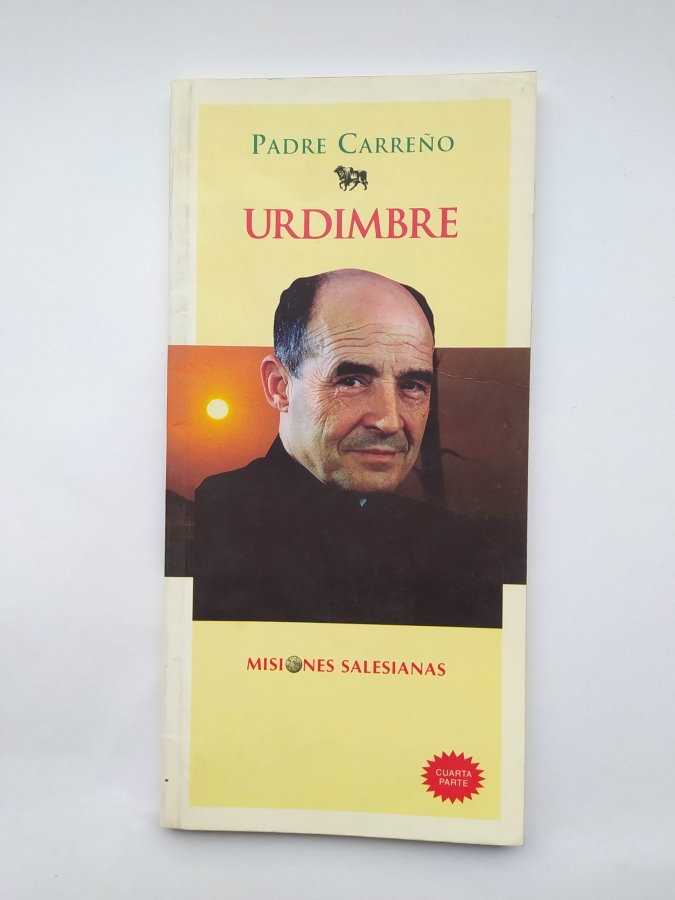 PADRE CARREÑO
URDIMBRE
MISIONES SALESIANAS
CUARTA
PARTE